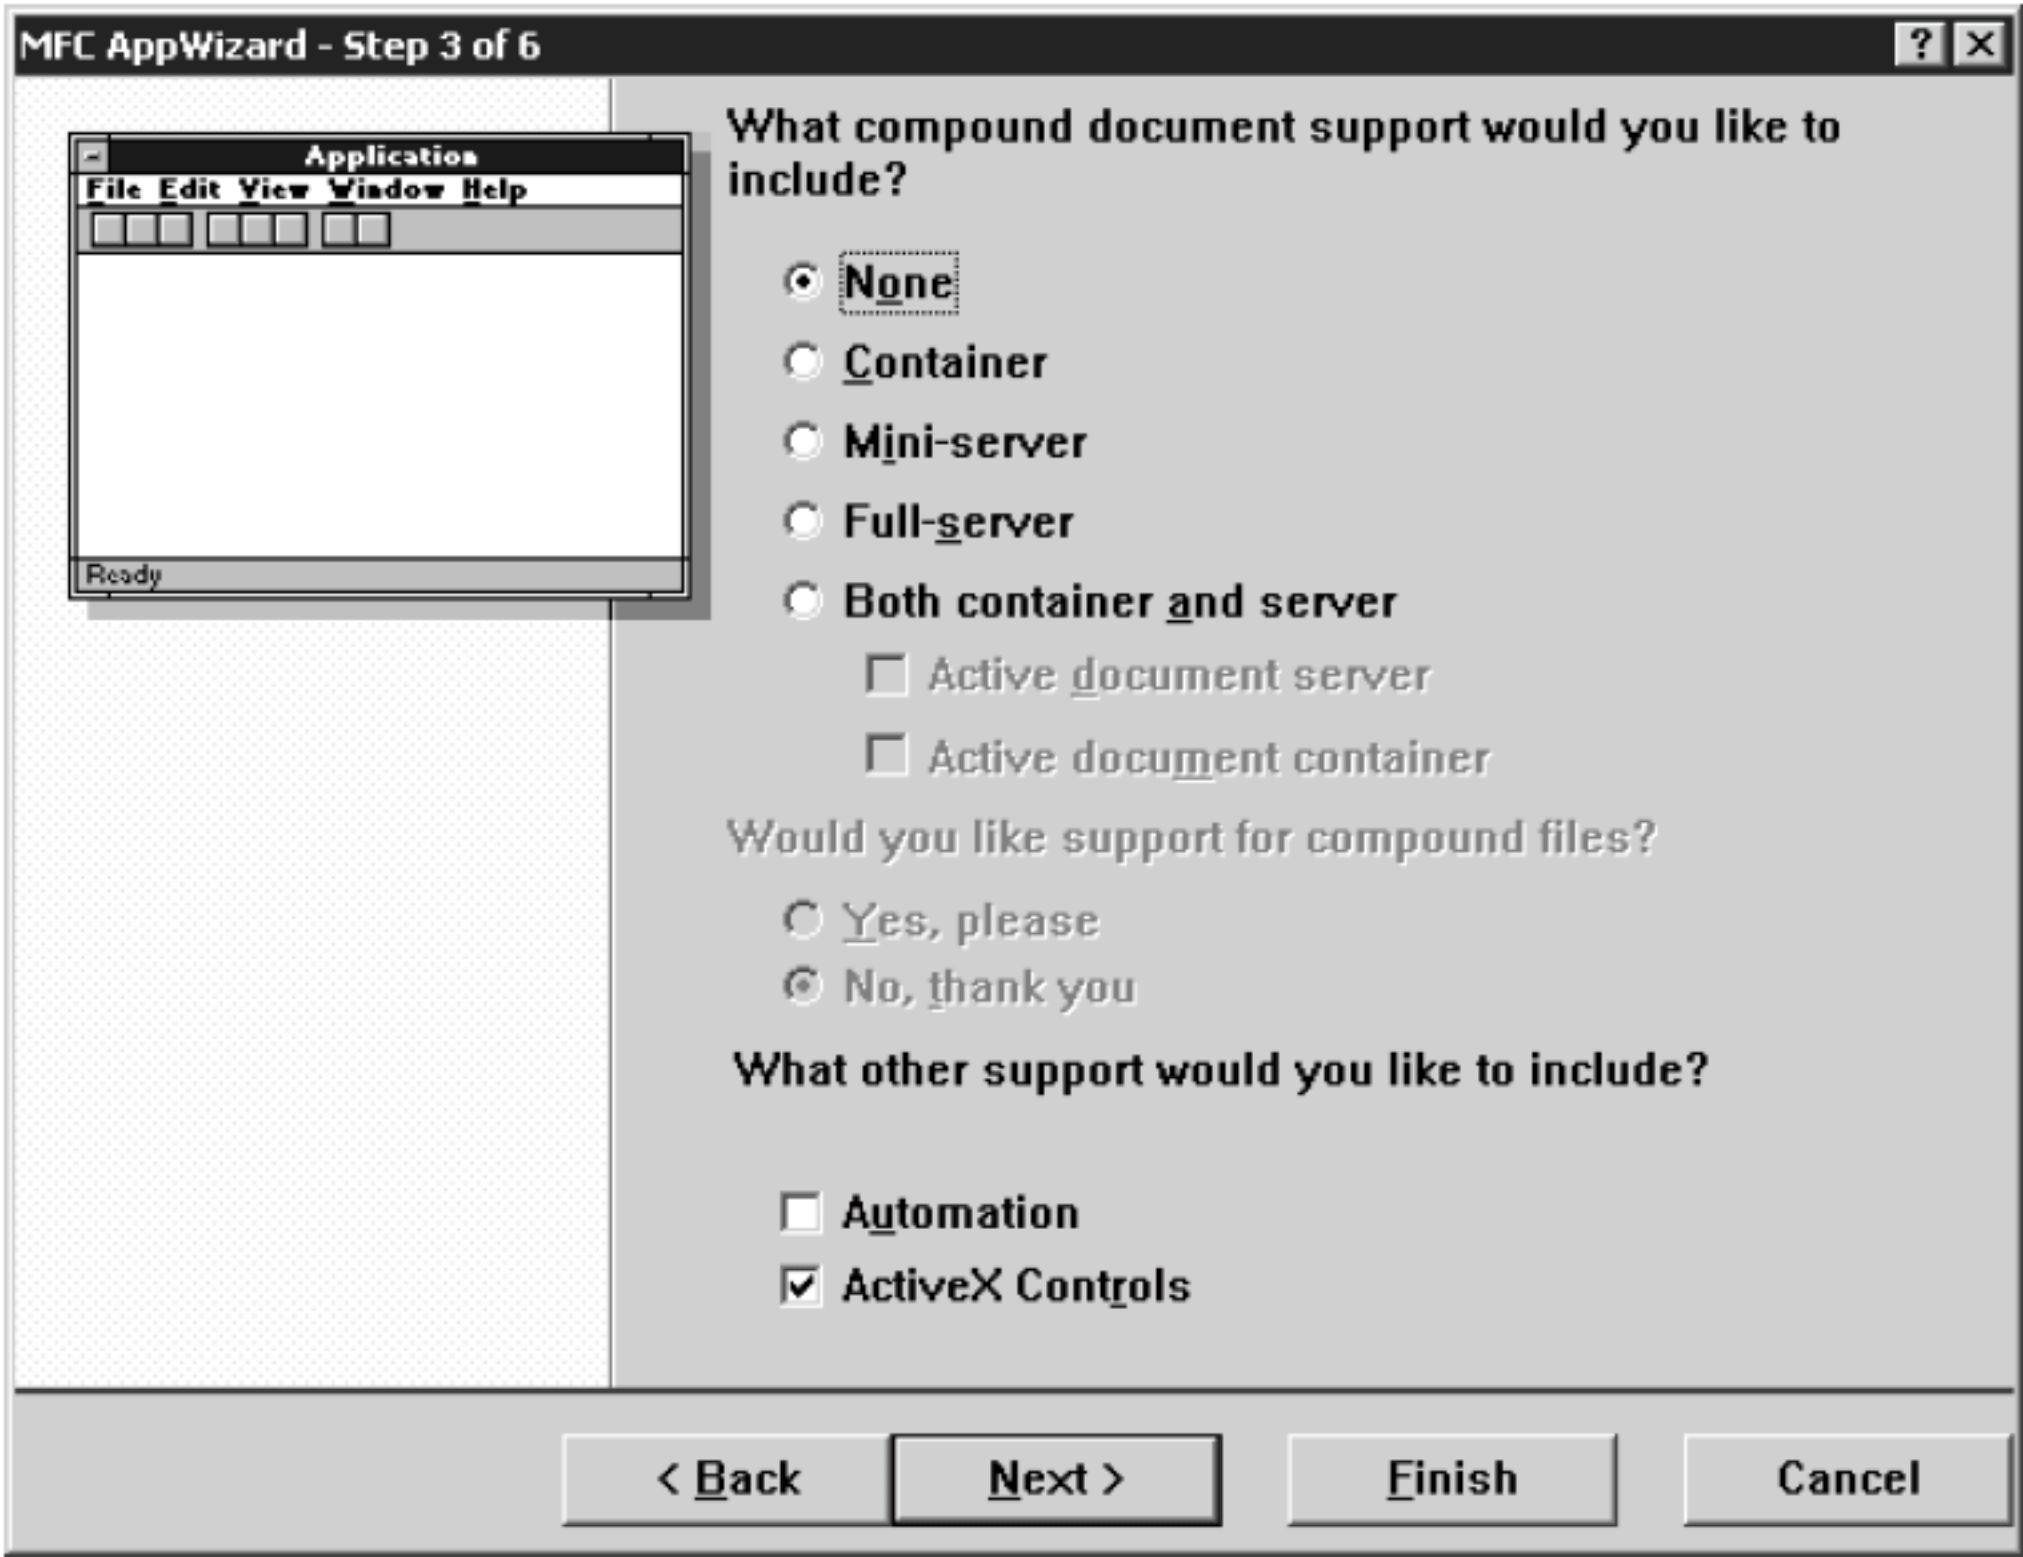 MFC AppWizard - Step 3 of 6
Application
File Edit View Window Help
Ready
What compound document support would you like to
include?
None
Container
Mini-server
Full-server
Both container and server
Active document server
Active document container
Would you like support for compound files?
Yes, please
No, thank you
What other support would you like to include?
Automation
ActiveX Controls
< Back Next > Finish Cancel